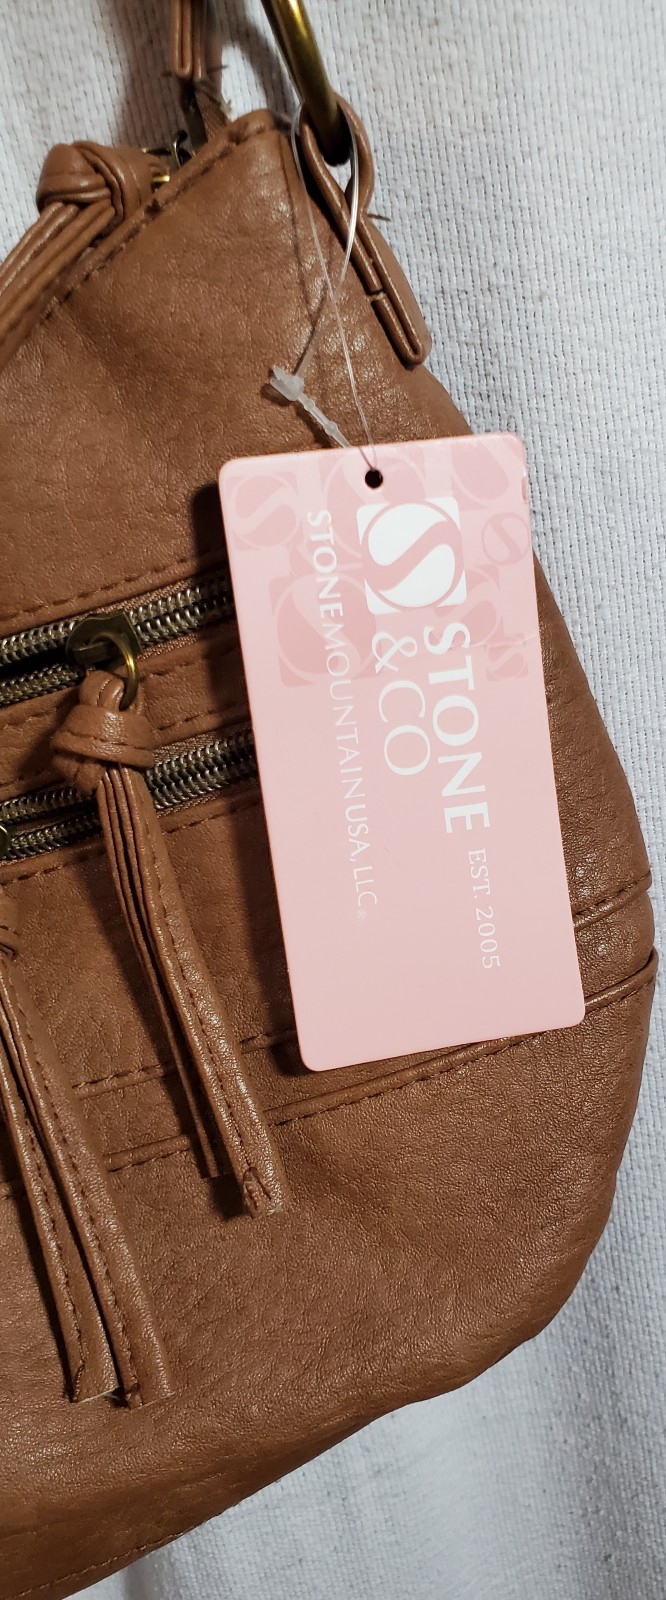 STONE
&CO
EST. 2005
STONEMOUNTAINUSA, LLC®